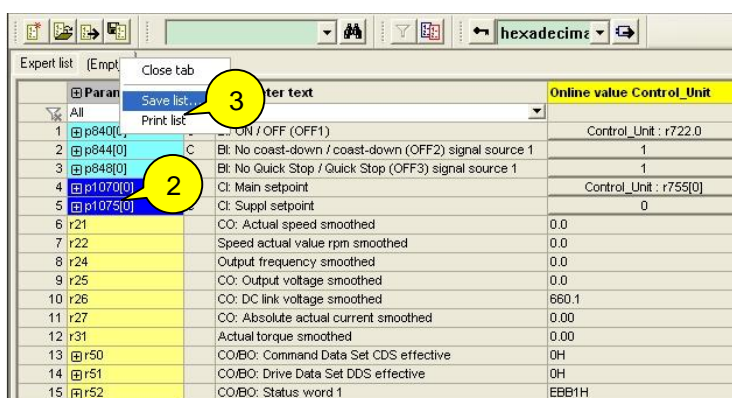 hexadecima
Expert list (Empt
Close tab
Save list...
Print list
3
2
Param ter text Online value Control_Unit
All
1 p840[0] ON / OFF (OFF1) Control_Unit : r722.0
2 p844[0] C BI: No coast-down / coast-down (OFF2) signal source 1 1
3 p848[0] BI: No Quick Stop / Quick Stop (OFF3) signal source 1 1
4 p1070[0] CI: Main setpoint Control_Unit : r755[0]
5 p1075[0] CI: Suppl setpoint 0
6 r21 CO: Actual speed smoothed 0.0
7 r22 Speed actual value rpm smoothed 0.0
8 r24 Output frequency smoothed 0.0
9 r25 CO: Output voltage smoothed 0.0
10 r26 CO: DC link voltage smoothed 660.1
11 r27 CO: Absolute actual current smoothed 0.00
12 r31 Actual torque smoothed 0.00
13 r50 CO/BO: Command Data Set CDS effective 0H
14 r51 CO/BO: Drive Data Set DDS effective 0H
15 r52 CO/BO: Status word 1 EBB1H